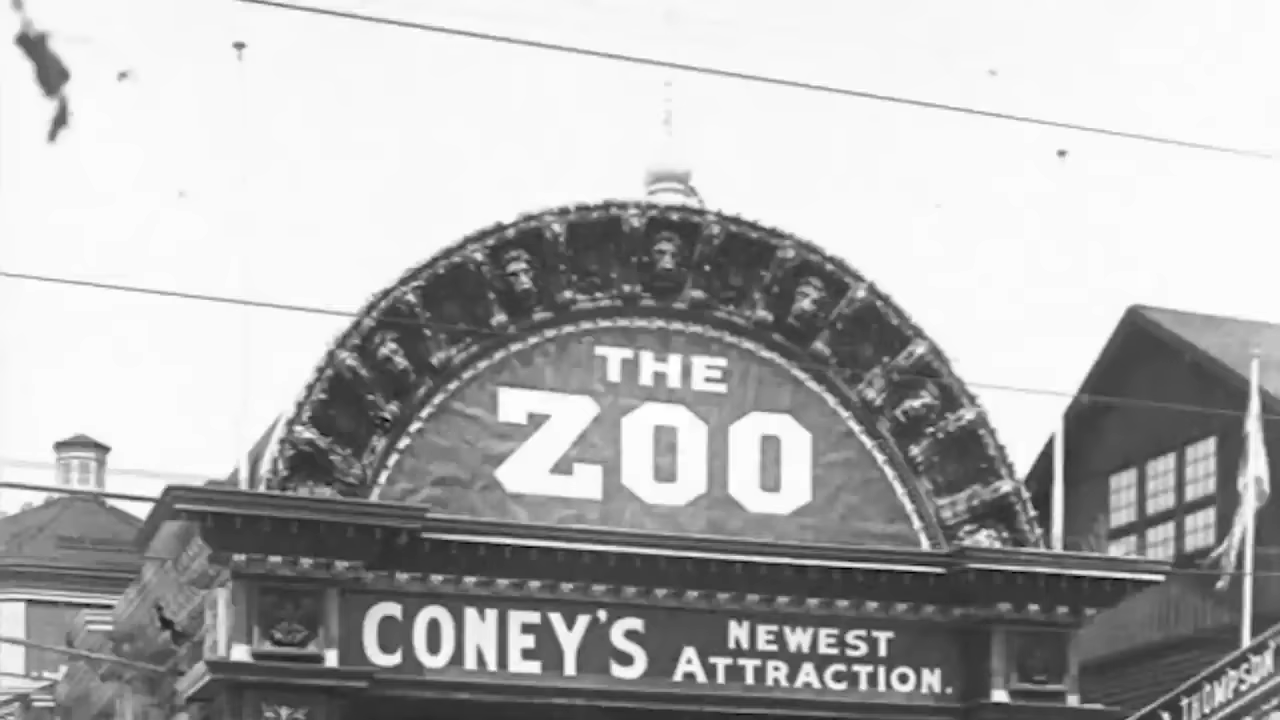 THE
ZOO
CONEY'S NEWEST
ATTRACTION.
THOMPSON